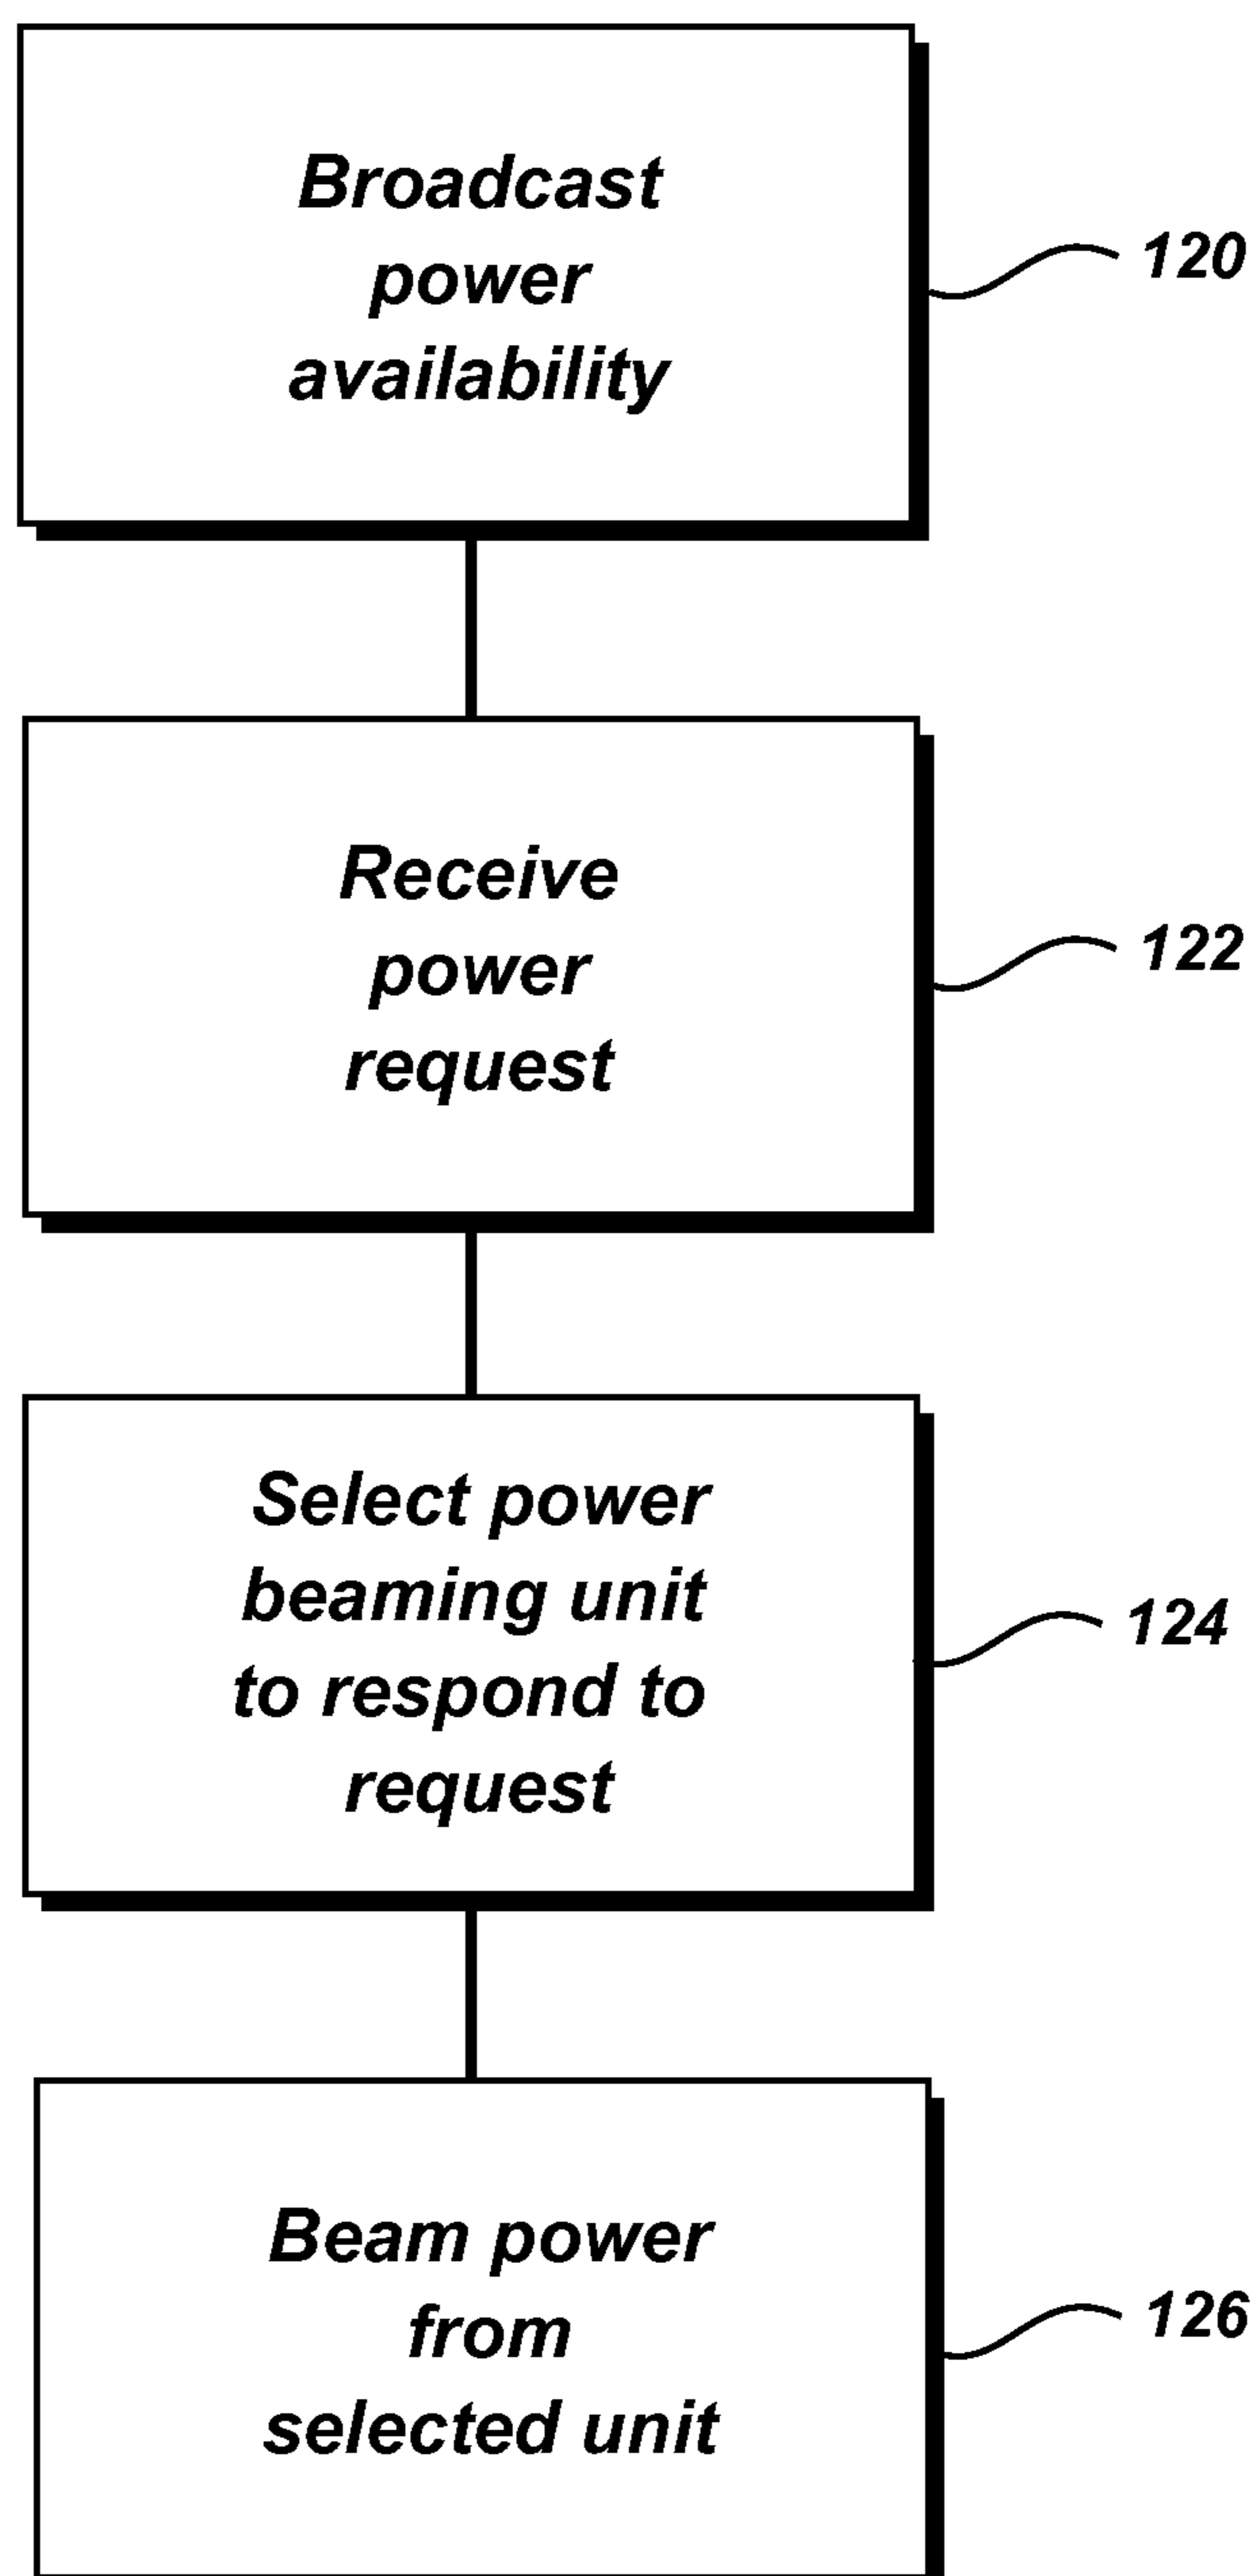 Broadcast
power
availability
120
Receive
power
request
122
Select power
beaming unit
to respond to
request
124
Beam power
from
selected unit
126